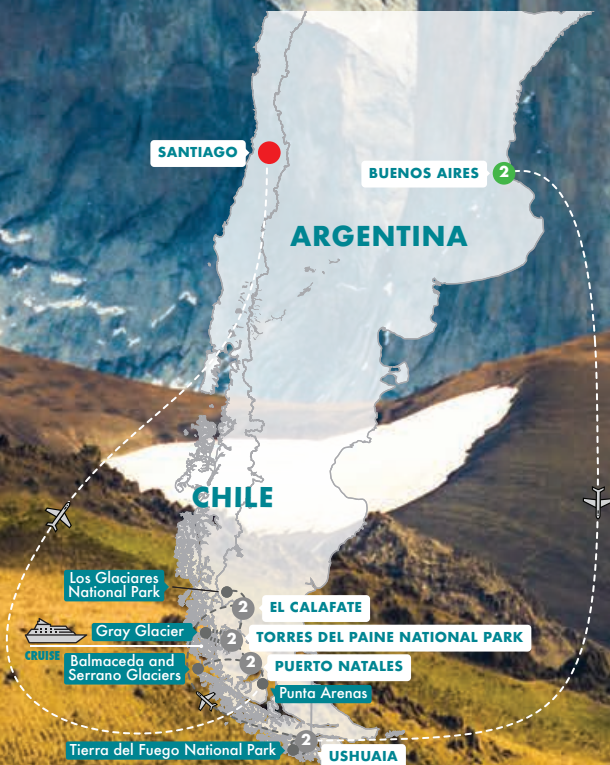 SANTIAGO
BUENOS AIRES
2
ARGENTINA
CHILE
Los Glaciares
National Park
2
EL CALAFATE
Gray Glacier
2
TORRES DEL PAINE NATIONAL PARK
CRUISE
Balmaceda and
Serrano Glaciers
2
PUERTO NATALES
Punta Arenas
2
Tierra del Fuego National Park
USHUAIA